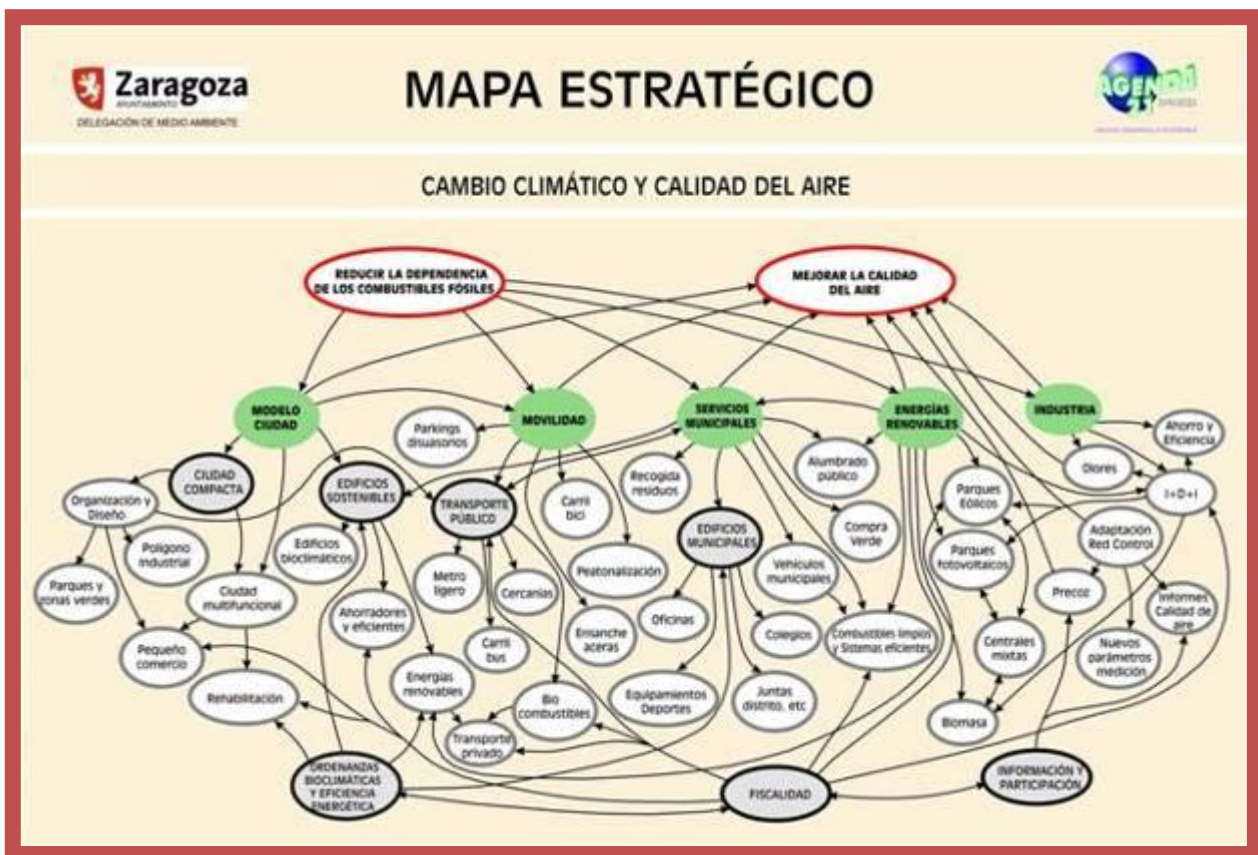 Zaragoza
AYUNTAMIENTO
DELEGACIÓN DE MEDIO AMBIENTE
MAPA ESTRATÉGICO
AGENDA
21
ZARAGOZA
CAMBIO CLIMÁTICO Y CALIDAD DEL AIRE
REDUCIR LA DEPENDENCIA
DE LOS COMBUSTIBLES FÓSILES
MEJORAR LA CALIDAD
DEL AIRE
MODELO
CIUDAD
MOVILIDAD
SERVICIOS
MUNICIPALES
ENERGÍAS
RENOVABLES
INDUSTRIA
Parkings
disuasorios
Ahorro y
Eficiencia
CIUDAD
COMPACTA
EDIFICIOS
SOSTENIBLES
TRANSPORTE
PÚBLICO
Carril
bici
Recogida
residuos
Alumbrado
público
Olores
Organización y
Diseño
Parques
Eólicos
I+D+I
EDIFICIOS
MUNICIPALES
Compra
Verde
Adaptación
Red Control
Polígono
Industrial
Edificios
bioclimáticos
Parques
fotovoltaicos
Parques y
zonas verdes
Ciudad
multifuncional
Metro
ligero
Cercanías
Peatonalización
Vehículos
municipales
Precoz
Ahorradores
y eficientes
Informes
Calidad de
aire
Pequeño
comercio
Carril
bus
Ensanche
aceras
Oficinas
Colegios
Combustibles limpios
y Sistemas eficientes
Centrales
mixtas
Nuevos
parámetros
medición
Rehabilitación
Energías
renovables
Bio
combustibles
Equipamientos
Deportes
Juntas
distrito, etc
Biomasa
Transporte
privado
ORDENANZAS
BIOCLIMÁTICAS
Y EFICIENCIA
ENERGÉTICA
FISCALIDAD
INFORMACIÓN Y
PARTICIPACIÓN